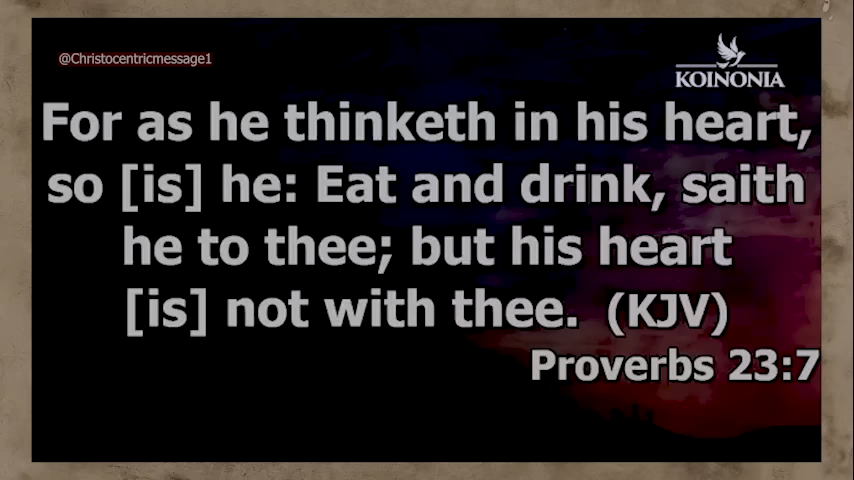 @Christocentricmessage1
KOINONIA
For as he thinketh in his heart,
so [is] he: Eat and drink, saith
he to thee; but his heart
[is] not with thee. (KJV)
Proverbs 23:7